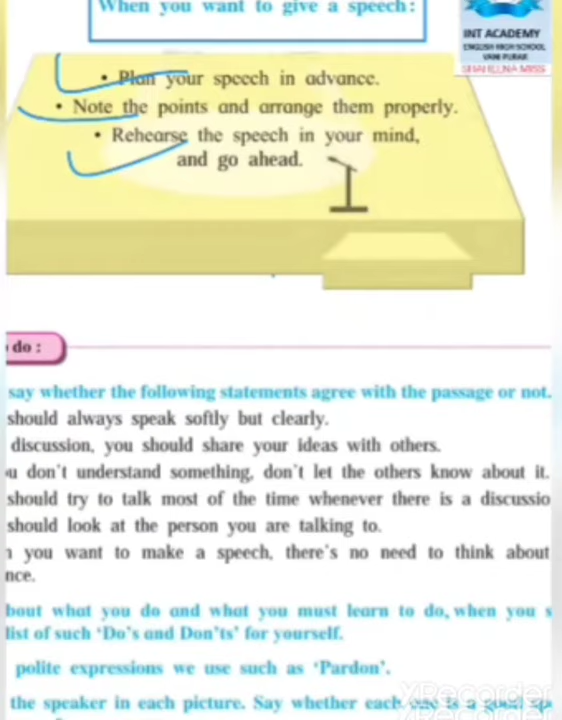 When you want to give a speech:
INT ACADEMY
ENGLISH HIGH SCHOOL
VANI PURAR
SHAHEENA MISS
• Plan your speech in advance.
• Note the points and arrange them properly.
• Rehearse the speech in your mind,
and go ahead.
do :
say whether the following statements agree with the passage or not.
should always speak softly but clearly.
discussion, you should share your ideas with others.
u don't understand something, don't let the others know about it.
should try to talk most of the time whenever there is a discussio
should look at the person you are talking to.
you want to make a speech, there's no need to think about
nce.
bout what you do and what you must learn to do, when you s
list of such 'Do's and Don'ts' for yourself.
polite expressions we use such as 'Pardon'.
the speaker in each picture. Say whether each one is a good sp
XRecorder